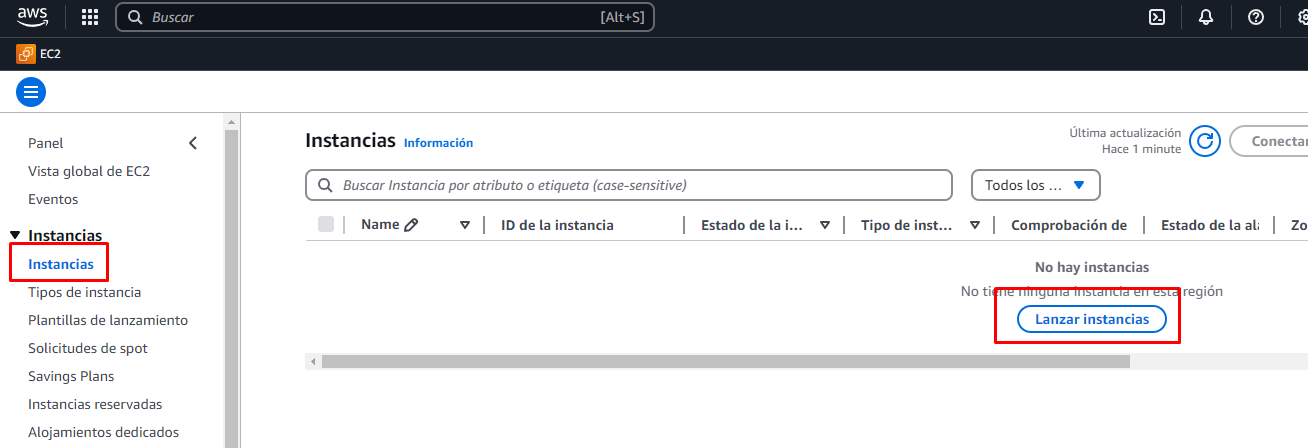 aws
Buscar
[Alt+S]
EC2
Panel
Vista global de EC2
Eventos
Instancias
Instancias
Tipos de instancia
Plantillas de lanzamiento
Solicitudes de spot
Savings Plans
Instancias reservadas
Alojamientos dedicados
Instancias Información
Última actualización
Hace 1 minute
Conectar
Buscar Instancia por atributo o etiqueta (case-sensitive)
Todos los ...
Name
ID de la instancia
Estado de la i...
Tipo de inst...
Comprobación de
Estado de la ala
Zo
No hay instancias
No tiene ninguna instancia en esta región
Lanzar instancias